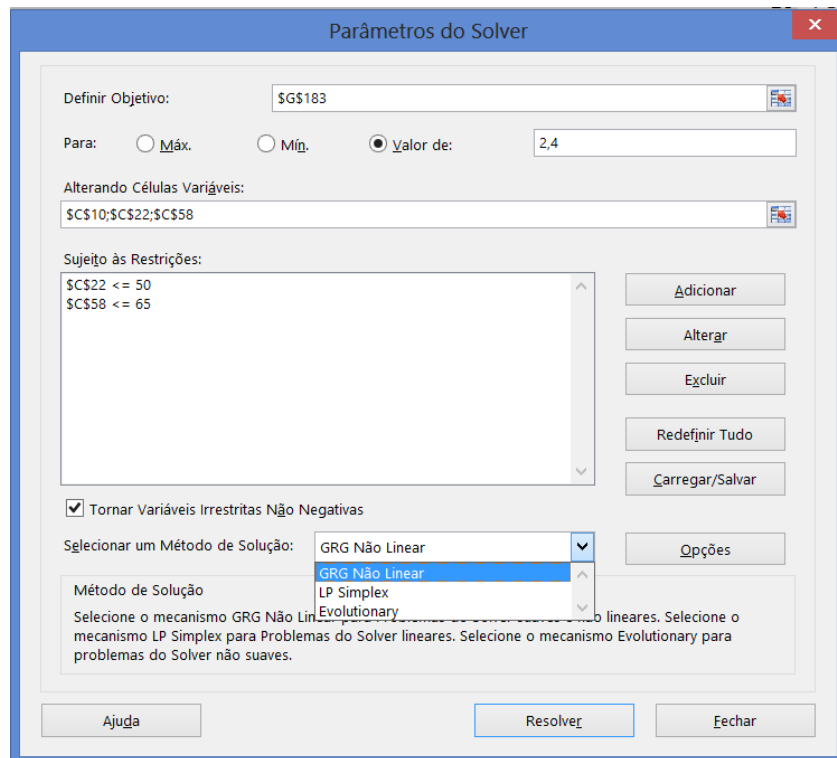 Parâmetros do Solver
Definir Objetivo: $G$183
Para: Máx. Mín. Valor de: 2,4
Alterando Células Variáveis:
$C$10;$C$22;$C$58
Sujeito às Restrições:
$C$22 <= 50
$C$58 <= 65
Adicionar
Alterar
Excluir
Redefinir Tudo
Carregar/Salvar
Tornar Variáveis Irrestritas Não Negativas
Selecionar um Método de Solução: GRG Não Linear
Opções
GRG Não Linear
LP Simplex
Evolutionary
Método de Solução
Selecione o mecanismo GRG Não Linear para Problemas do Solver suaves e não lineares. Selecione o
mecanismo LP Simplex para Problemas do Solver lineares. Selecione o mecanismo Evolutionary para
problemas do Solver não suaves.
Ajuda
Resolver
Fechar